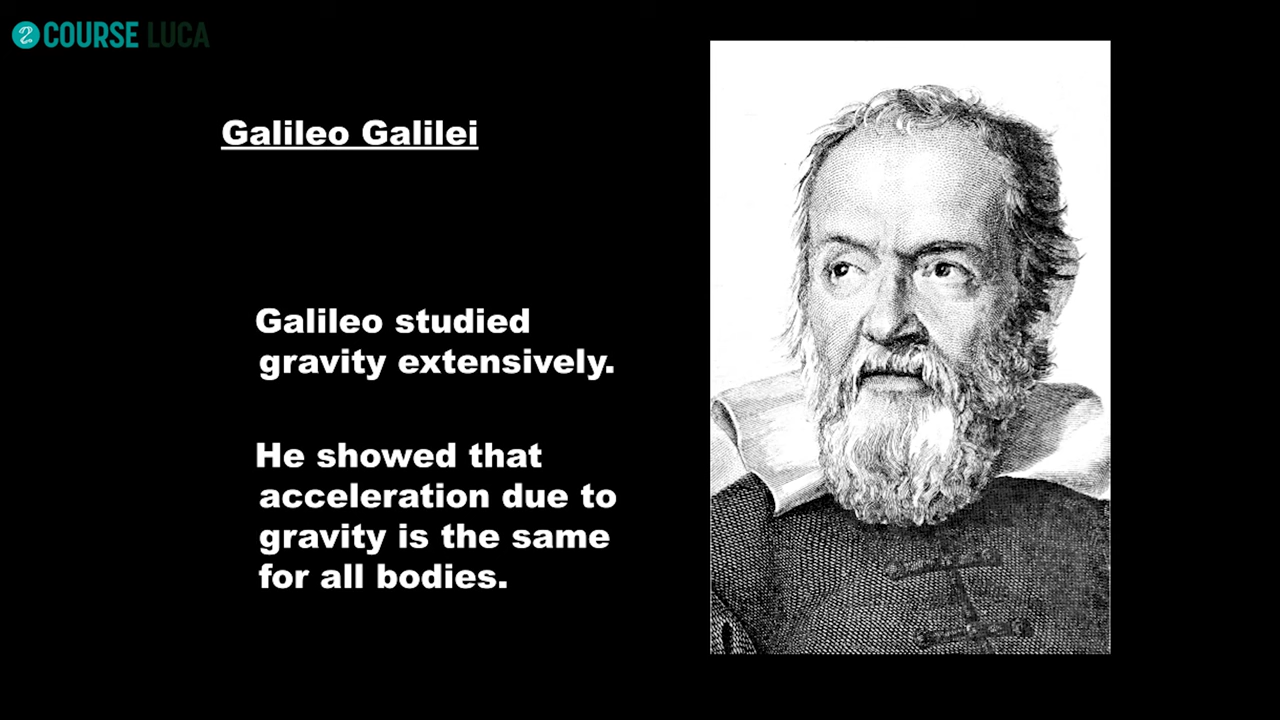 COURSE LUCA
Galileo Galilei
Galileo studied
gravity extensively.
He showed that
acceleration due to
gravity is the same
for all bodies.